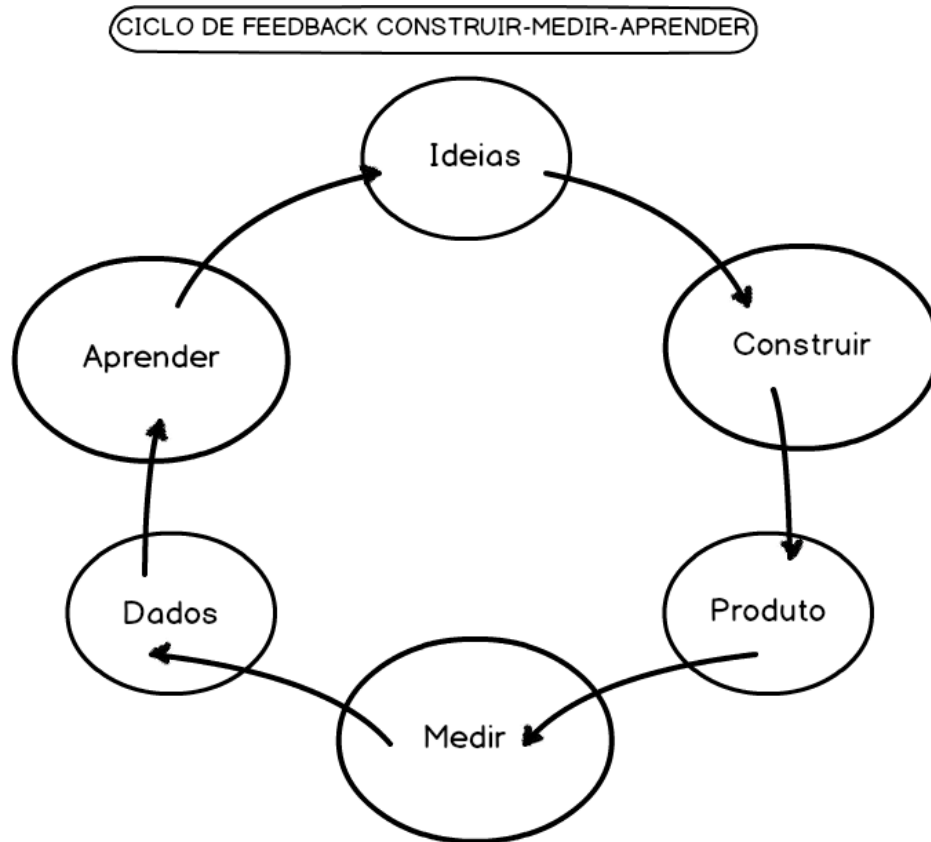 CICLO DE FEEDBACK CONSTRUIR-MEDIR-APRENDER
Ideias
Construir
Produto
Medir
Dados
Aprender